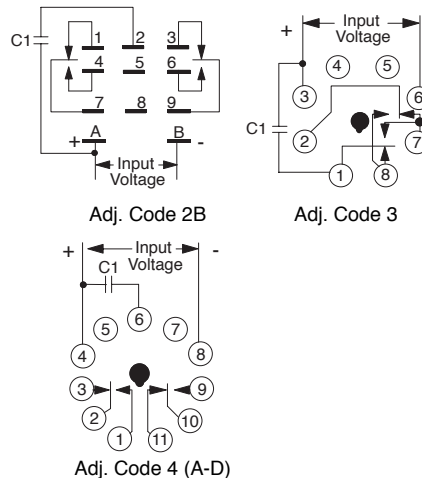 C1
1 2 3
4 5 6
7 8 9
A B
+ -
Input
Voltage
Adj. Code 2B
Input
Voltage
+
4 5
3 6
C1
2 7
1 8
Adj. Code 3
+ Input -
Voltage
C1
6
5 7
4 8
3 9
2 10
1 11
Adj. Code 4 (A-D)